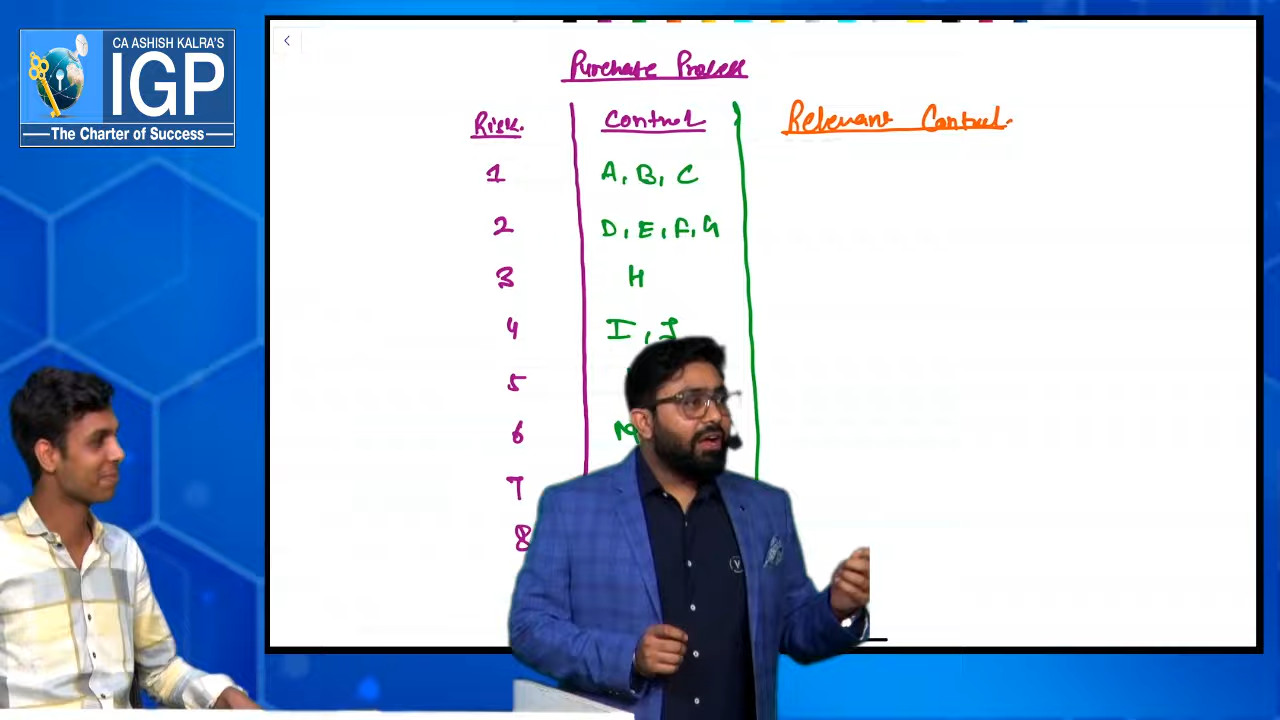 CA ASHISH KALRA'S
IGP
The Charter of Success
Purchase Process
Risk. Control Relevant Control.
1 A, B, C
2 D, E, F, G
3 H
4 I, J
5
6 M
7
8
V